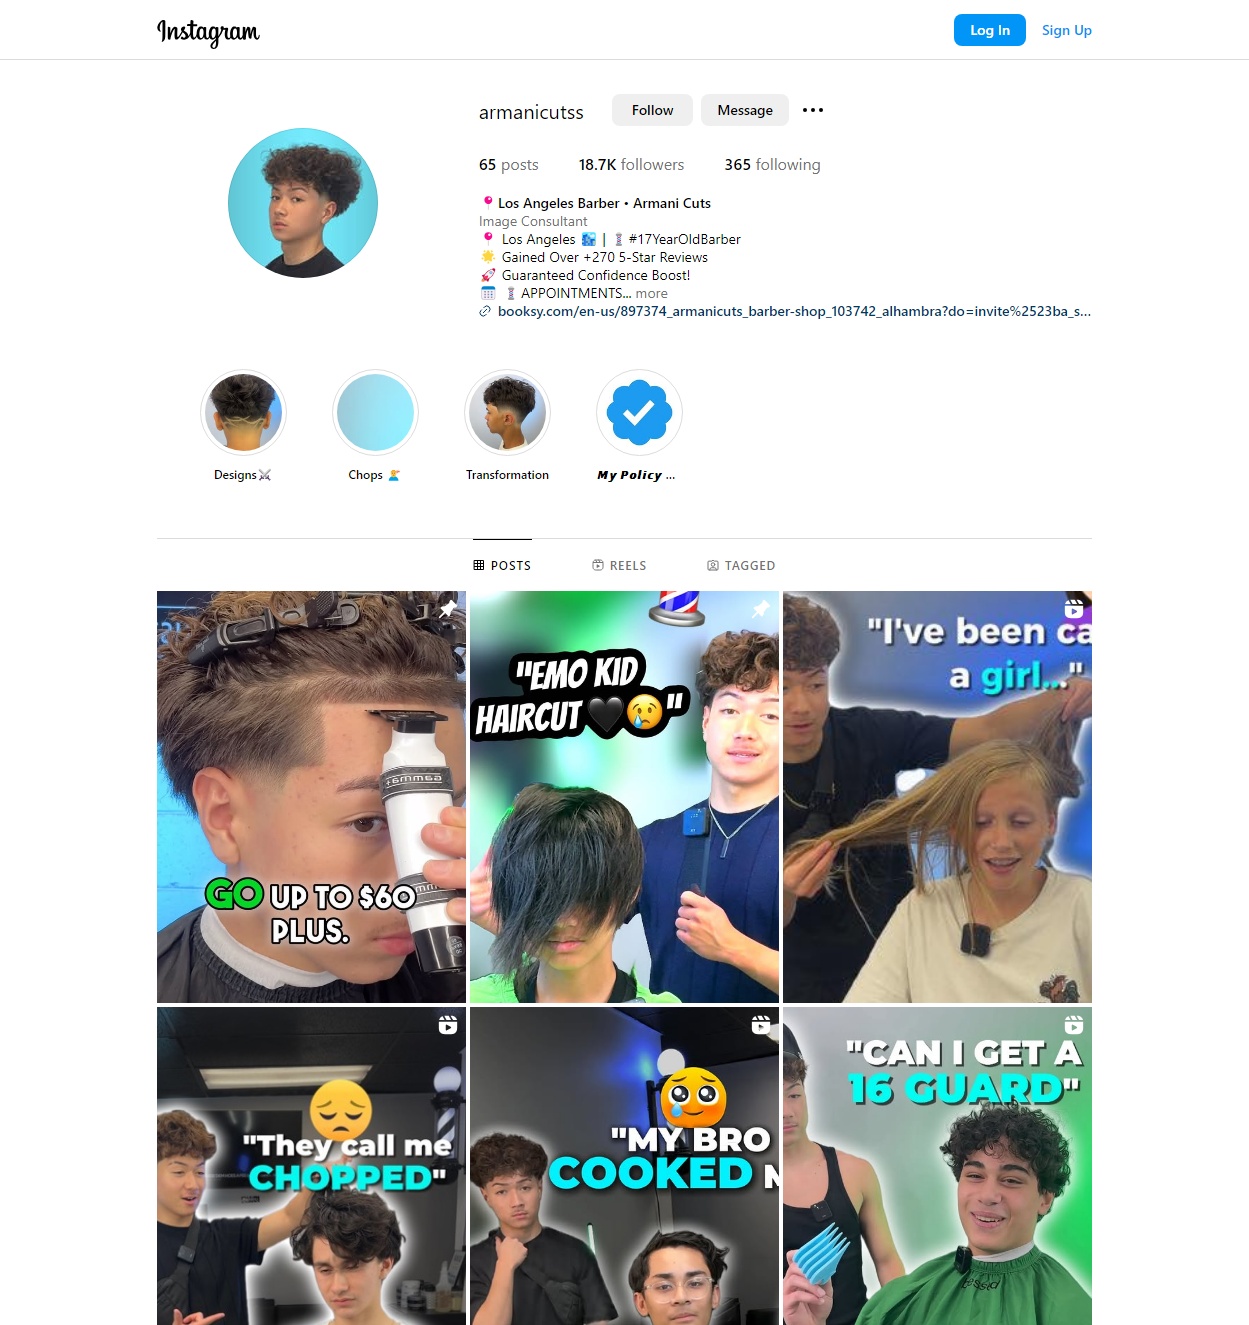 Instagram
Log In
Sign Up
armanicutss
Follow
Message
65 posts
18.7K followers
365 following
Los Angeles Barber • Armani Cuts
Image Consultant
Los Angeles | #17YearOldBarber
Gained Over +270 5-Star Reviews
Guaranteed Confidence Boost!
APPOINTMENTS... more
booksy.com/en-us/897374_armanicuts_barber-shop_103742_alhambra?do=invite%2523ba_s...
Designs
Chops
Transformation
My Policy ...
POSTS
REELS
TAGGED
GO UP TO $60
PLUS.
"EMO KID
HAIRCUT 🖤😢"
"I've been ca
a girl..."
"They call me
CHOPPED"
"MY BRO
COOKED M
"CAN I GET A
16 GUARD"